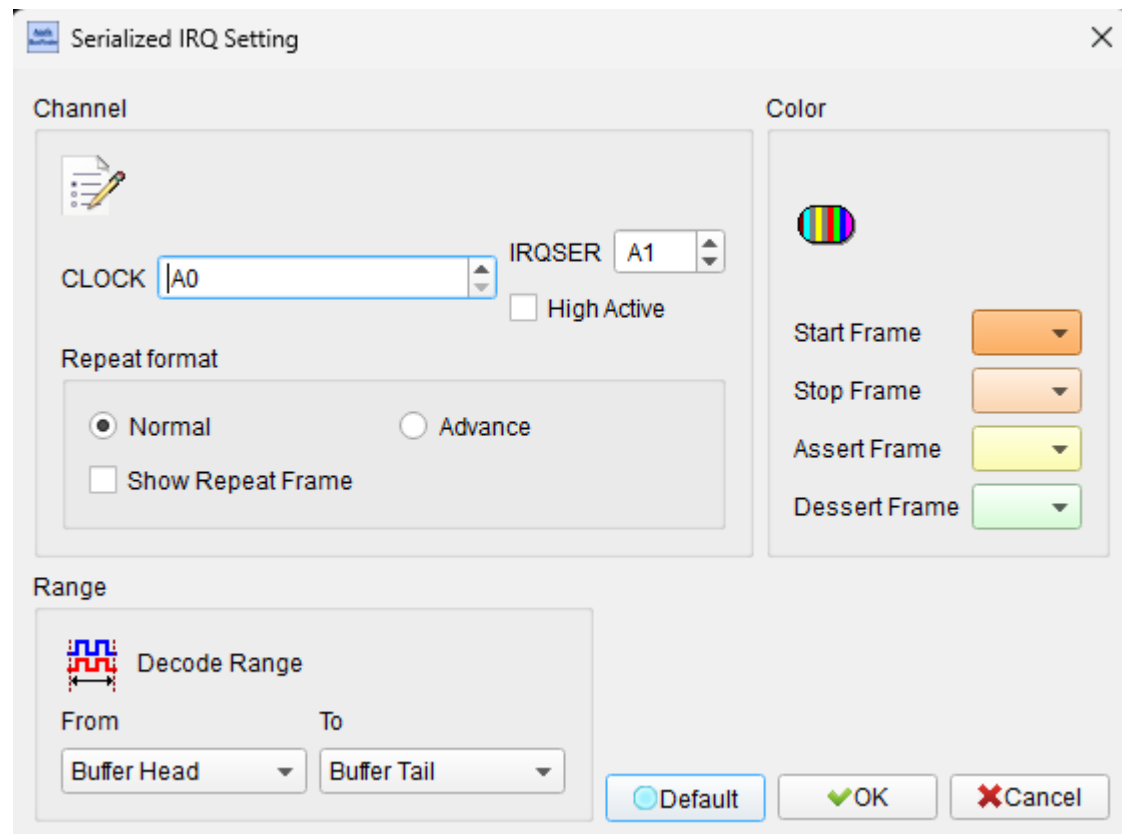 Serialized IRQ Setting
Channel
CLOCK A0
IRQSER A1
High Active
Repeat format
Normal
Advance
Show Repeat Frame
Color
Start Frame
Stop Frame
Assert Frame
Dessert Frame
Range
Decode Range
From To
Buffer Head Buffer Tail
Default OK Cancel